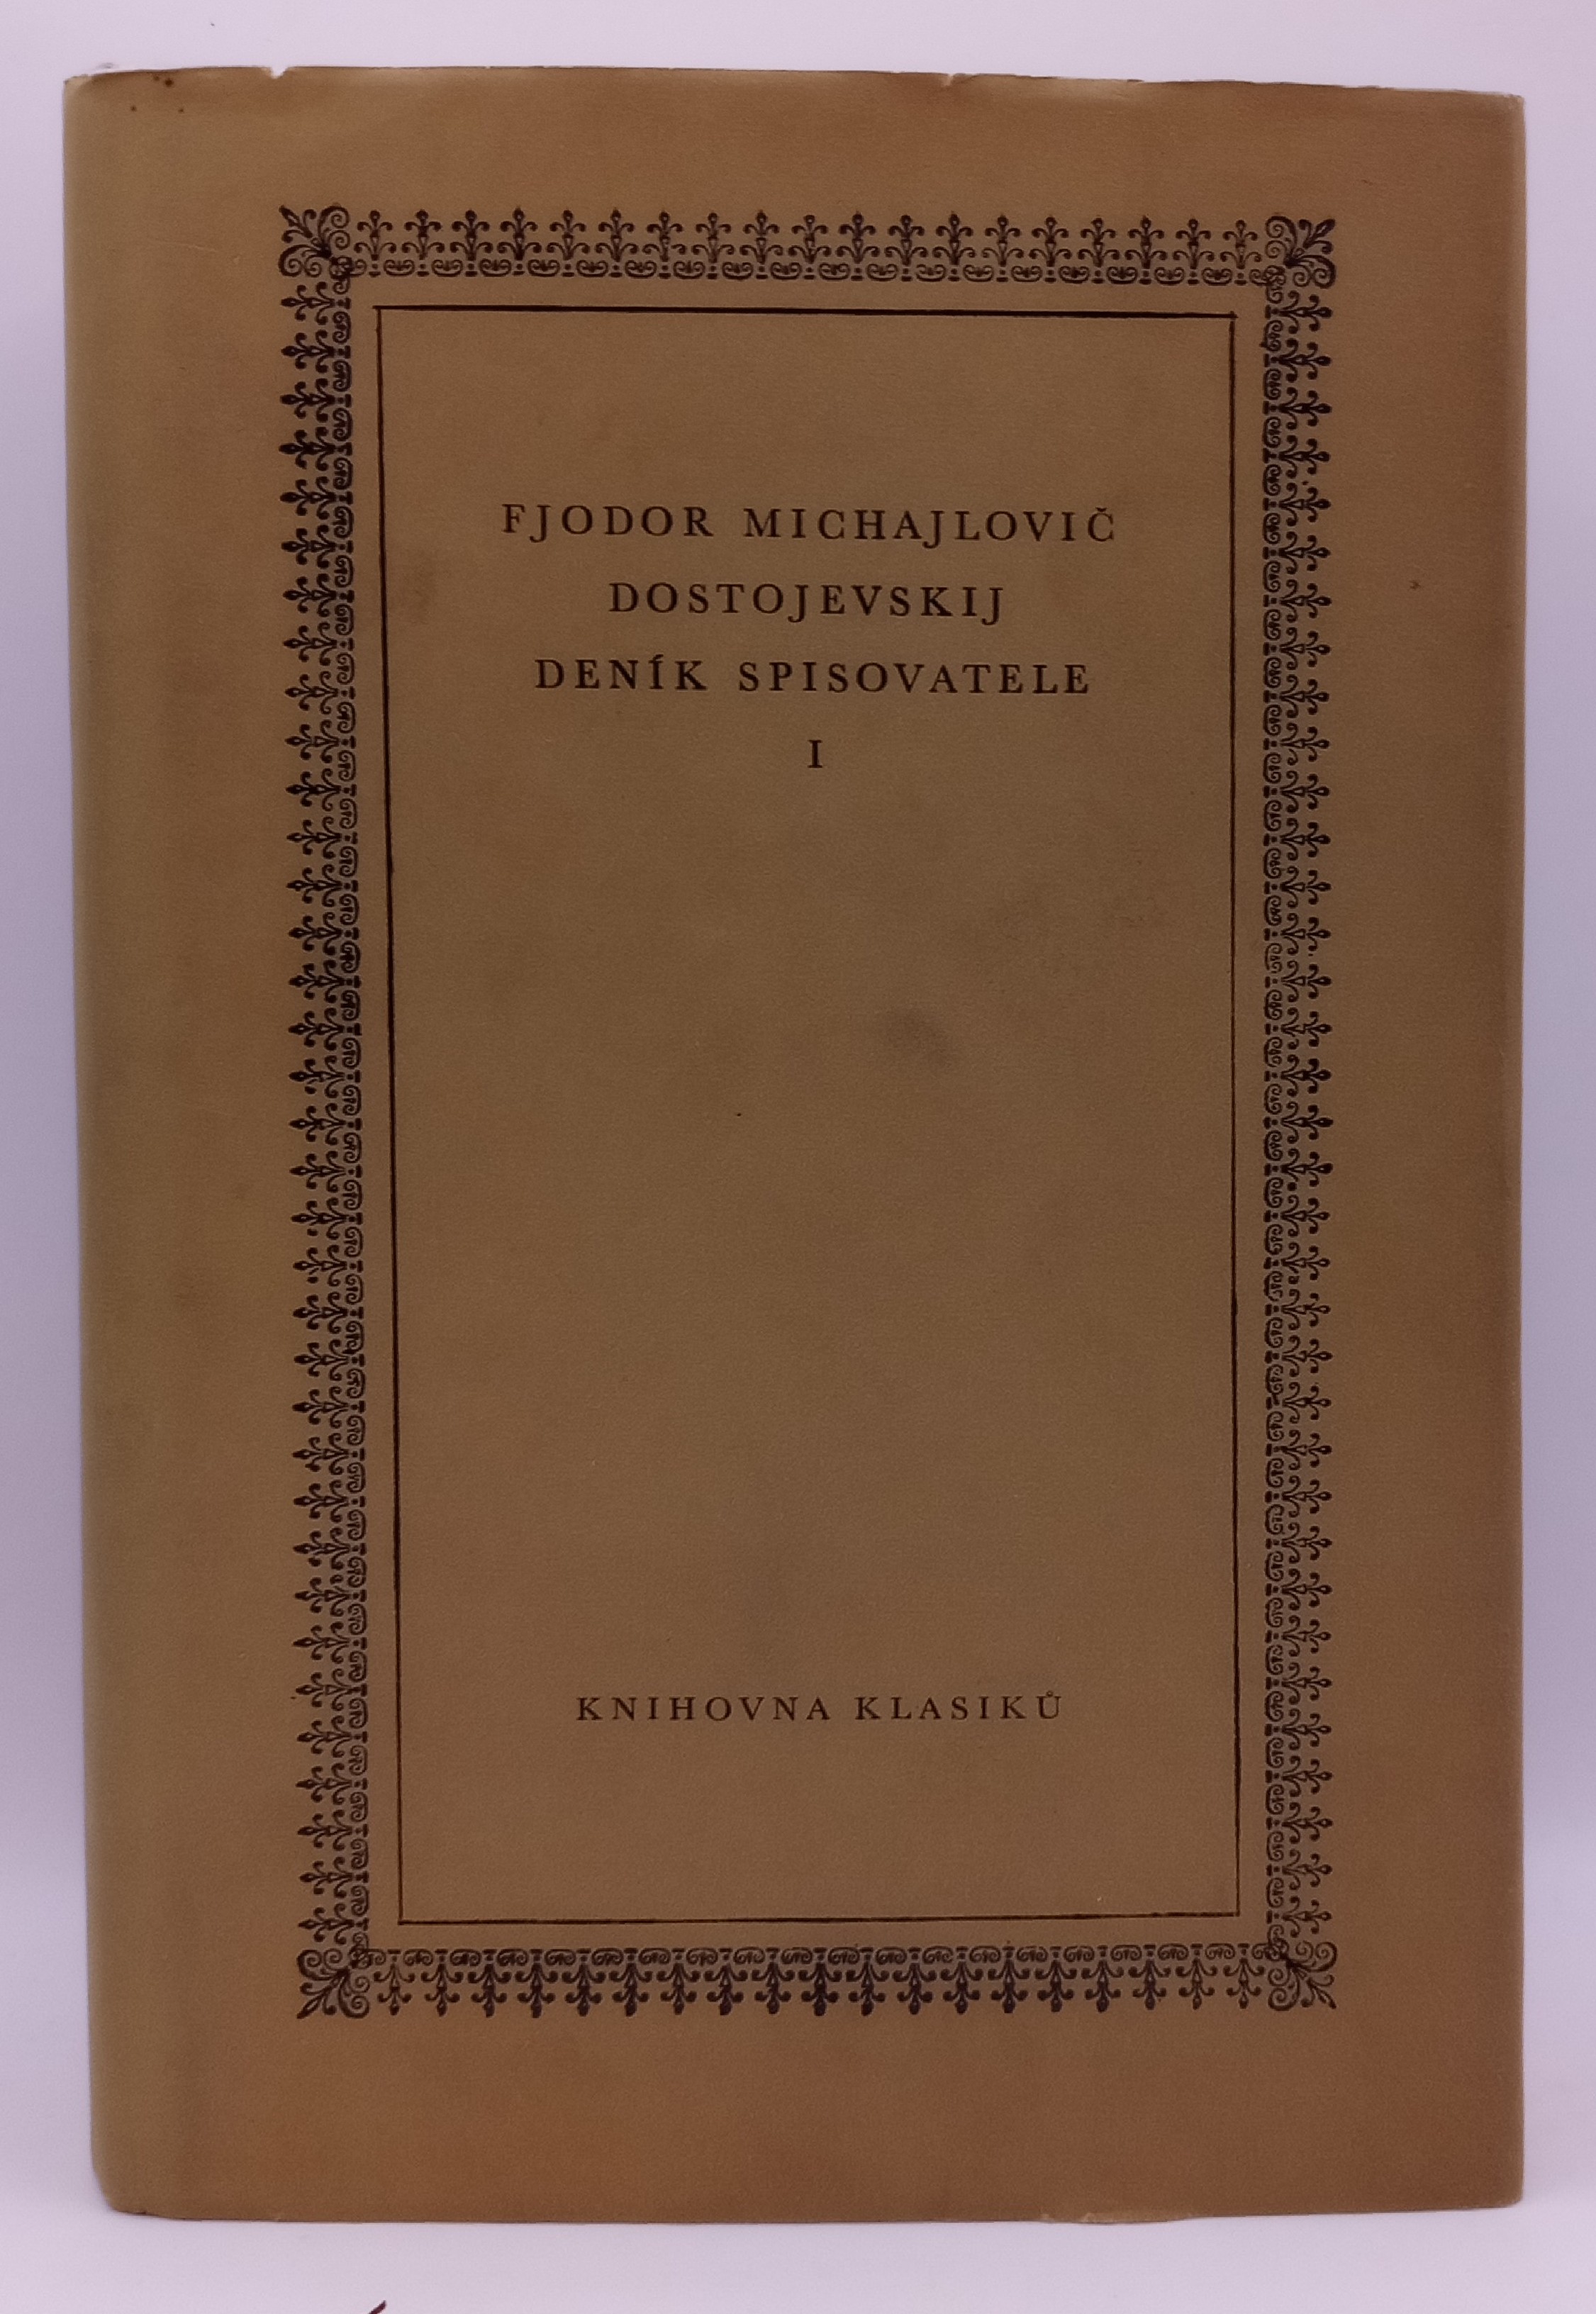 FJODOR MICHAJLOVIČ
DOSTOJEVSKIJ
DENÍK SPISOVATELE
I
KNIHOVNA KLASIKŮ